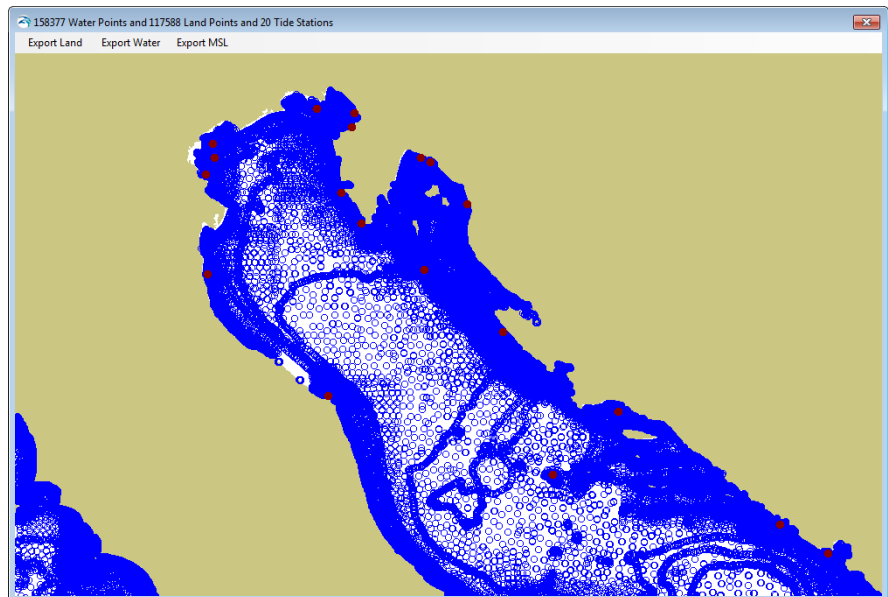 158377 Water Points and 117588 Land Points and 20 Tide Stations
Export Land Export Water Export MSL